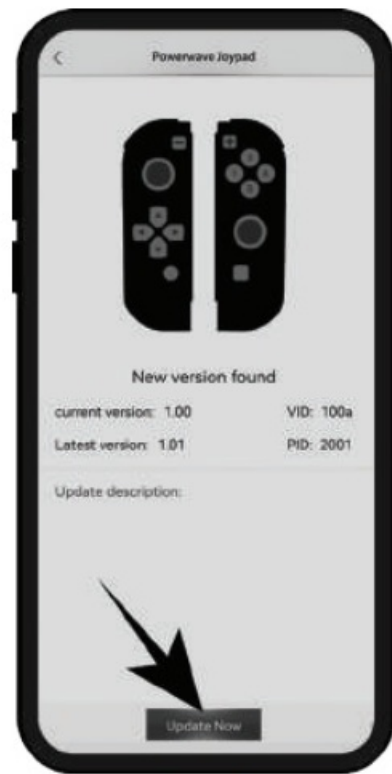 Powerwave Joypad
New version found
current version: 1.00 VID: 100a
Latest version: 1.01 PID: 2001
Update description:
Update Now